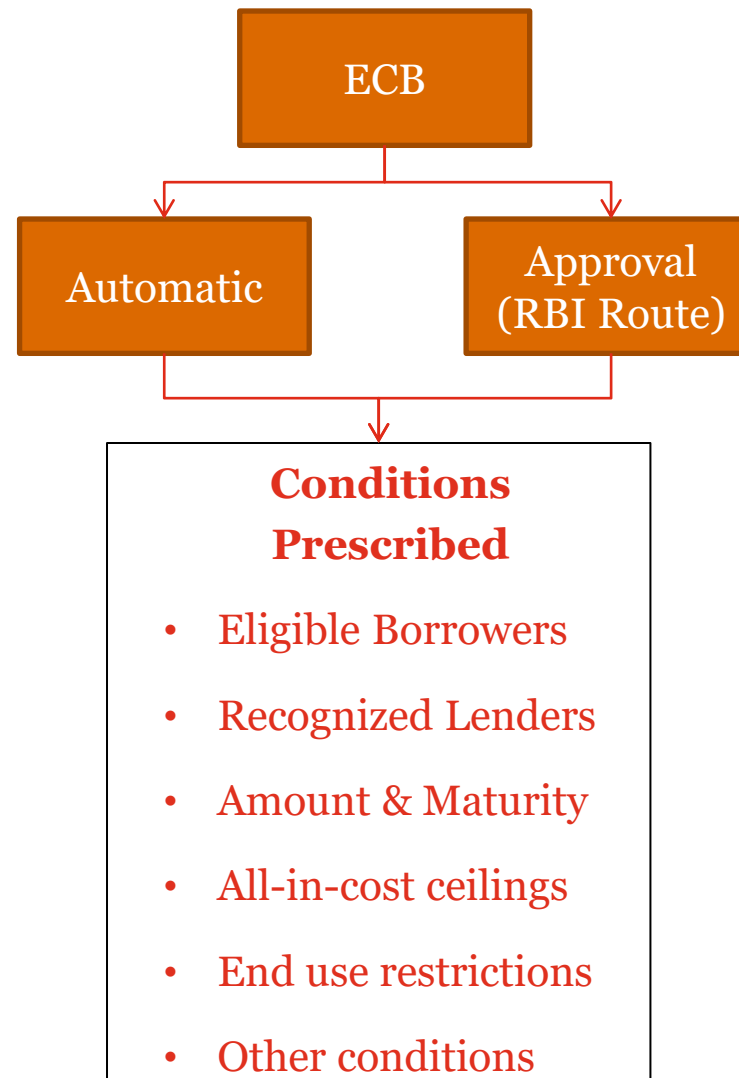 ECB
Automatic
Approval
(RBI Route)
Conditions
Prescribed
• Eligible Borrowers
• Recognized Lenders
• Amount & Maturity
• All-in-cost ceilings
• End use restrictions
• Other conditions